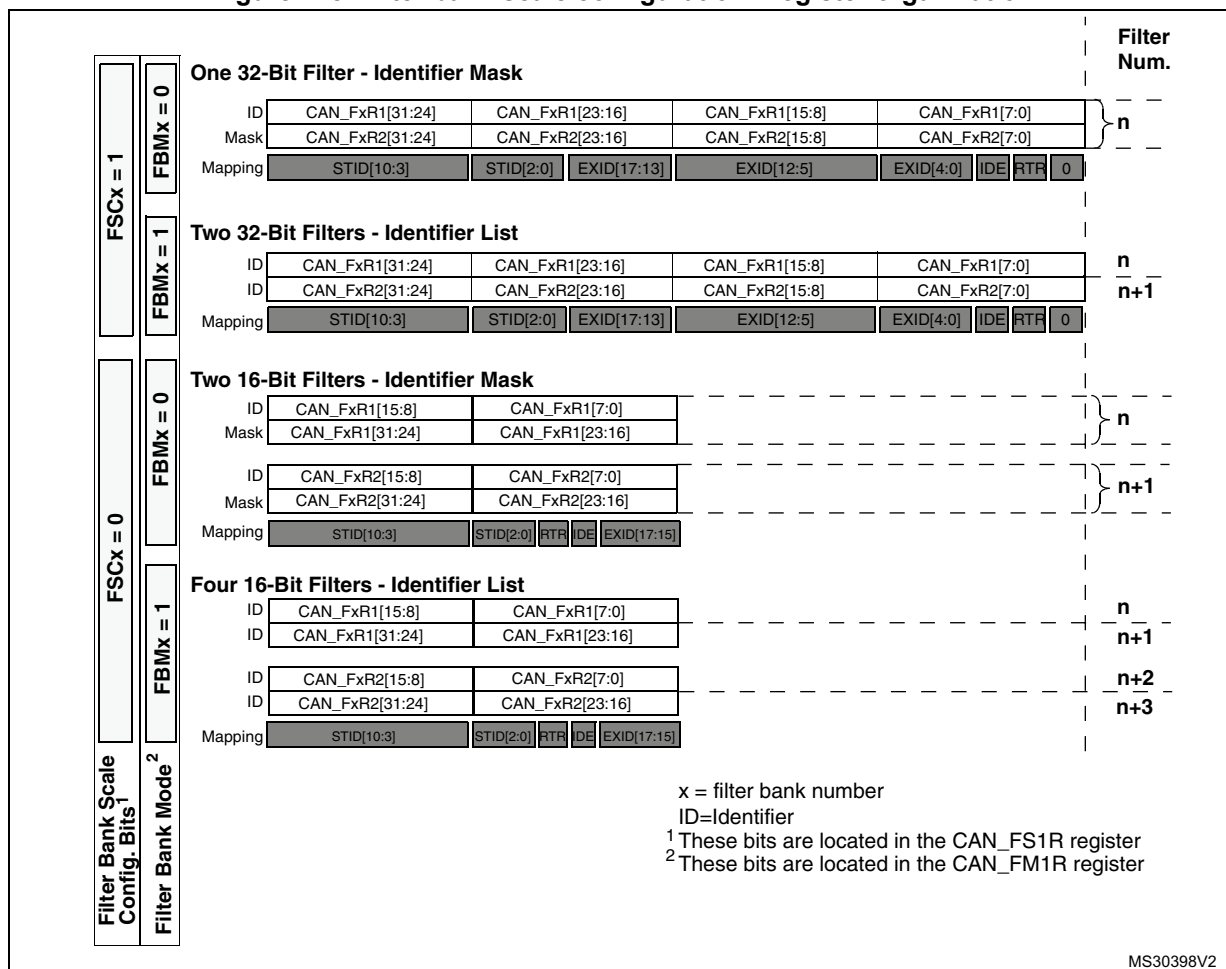 Filter
Num.
One 32-Bit Filter - Identifier Mask
ID CAN_FxR1[31:24] CAN_FxR1[23:16] CAN_FxR1[15:8] CAN_FxR1[7:0]
n
Mask CAN_FxR2[31:24] CAN_FxR2[23:16] CAN_FxR2[15:8] CAN_FxR2[7:0]
Mapping STID[10:3] STID[2:0] EXID[17:13] EXID[12:5] EXID[4:0] IDE RTR 0
FSCx = 1
FBMx = 0
Two 32-Bit Filters - Identifier List
ID CAN_FxR1[31:24] CAN_FxR1[23:16] CAN_FxR1[15:8] CAN_FxR1[7:0] n
ID CAN_FxR2[31:24] CAN_FxR2[23:16] CAN_FxR2[15:8] CAN_FxR2[7:0] n+1
Mapping STID[10:3] STID[2:0] EXID[17:13] EXID[12:5] EXID[4:0] IDE RTR 0
FBMx = 1
Two 16-Bit Filters - Identifier Mask
ID CAN_FxR1[15:8] CAN_FxR1[7:0]
n
Mask CAN_FxR1[31:24] CAN_FxR1[23:16]
ID CAN_FxR2[15:8] CAN_FxR2[7:0]
n+1
Mask CAN_FxR2[31:24] CAN_FxR2[23:16]
Mapping STID[10:3] STID[2:0] RTR IDE EXID[17:15]
FSCx = 0
FBMx = 0
Four 16-Bit Filters - Identifier List
ID CAN_FxR1[15:8] CAN_FxR1[7:0] n
ID CAN_FxR1[31:24] CAN_FxR1[23:16] n+1
ID CAN_FxR2[15:8] CAN_FxR2[7:0] n+2
ID CAN_FxR2[31:24] CAN_FxR2[23:16] n+3
Mapping STID[10:3] STID[2:0] RTR IDE EXID[17:15]
FBMx = 1
Filter Bank Scale
Config. Bits1
Filter Bank Mode2
x = filter bank number
ID=Identifier
1 These bits are located in the CAN_FS1R register
2 These bits are located in the CAN_FM1R register
MS30398V2